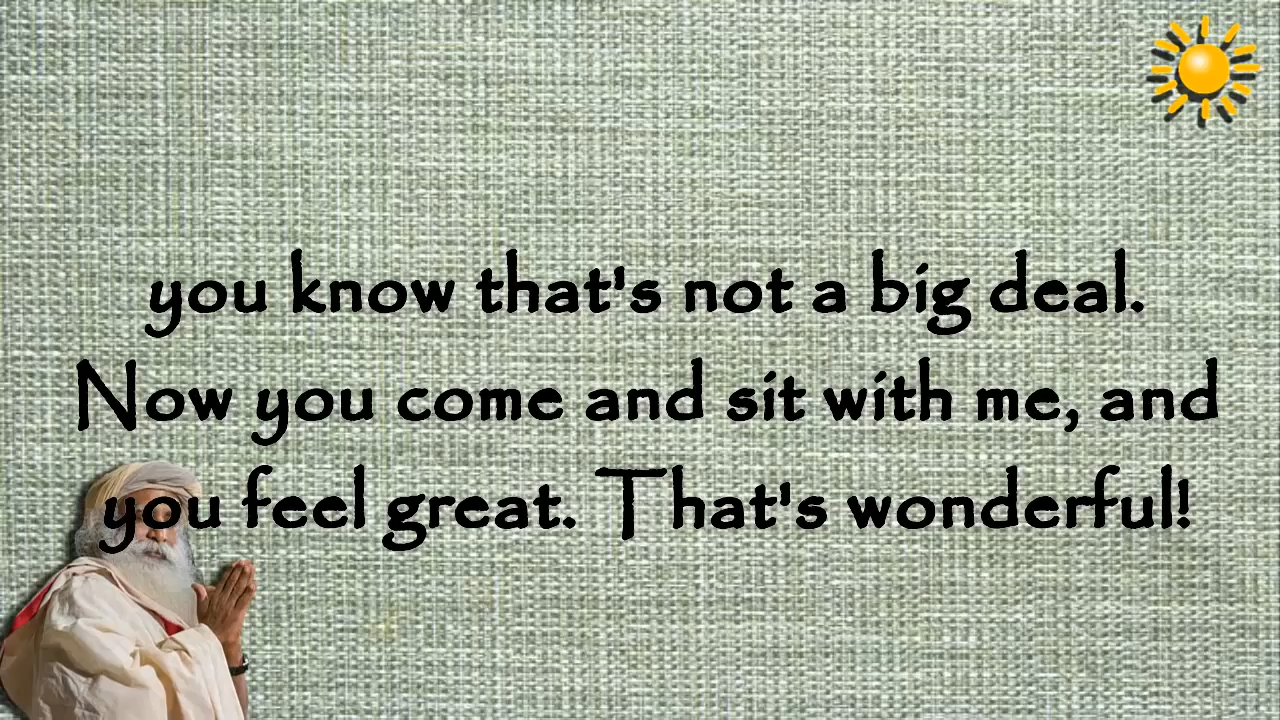 you know that's not a big deal.
Now you come and sit with me, and
you feel great. That's wonderful!